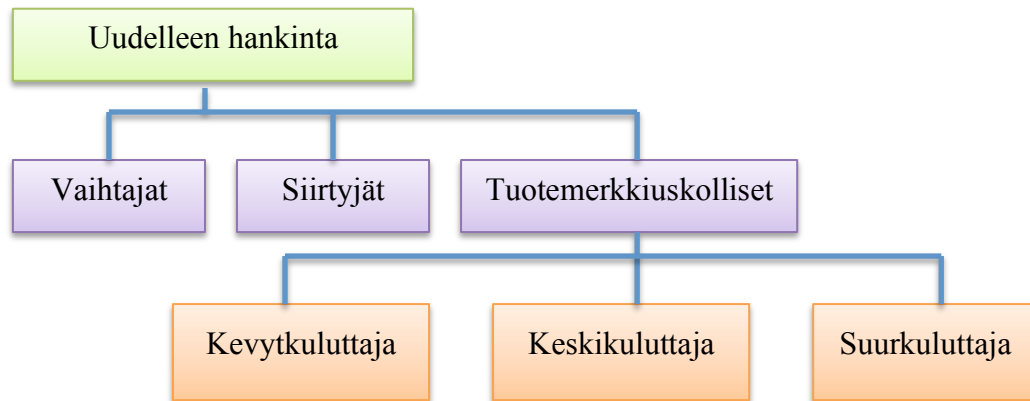 Uudelleen hankinta
Vaihtajat
Siirtyjät
Tuotemerkkiuskolliset
Kevytkuluttaja
Keskikuluttaja
Suurkuluttaja